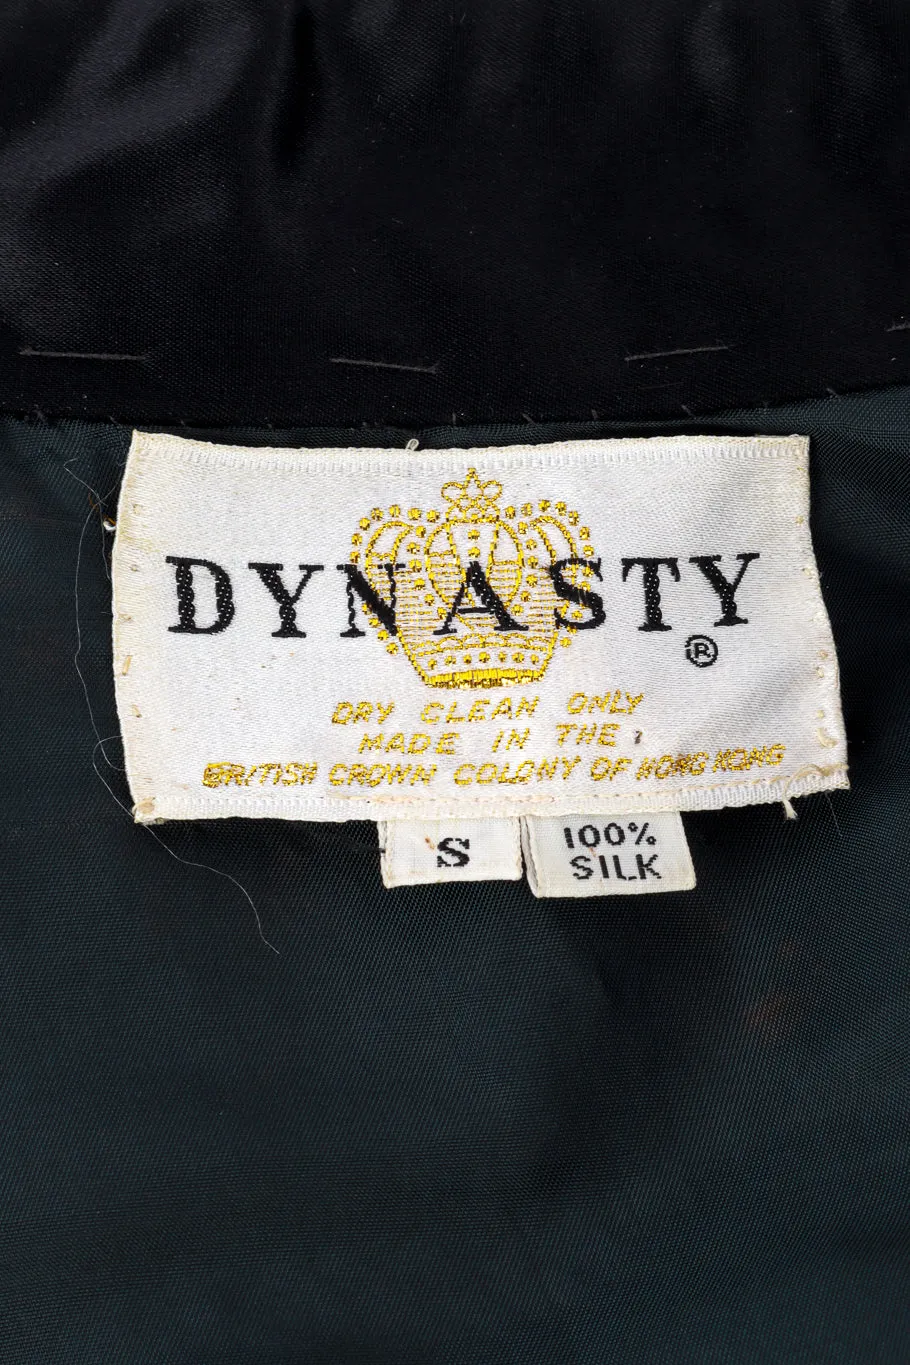 DYNASTY
®
DRY CLEAN ONLY
MADE IN THE
BRITISH CROWN COLONY OF HONG KONG
S
100%
SILK